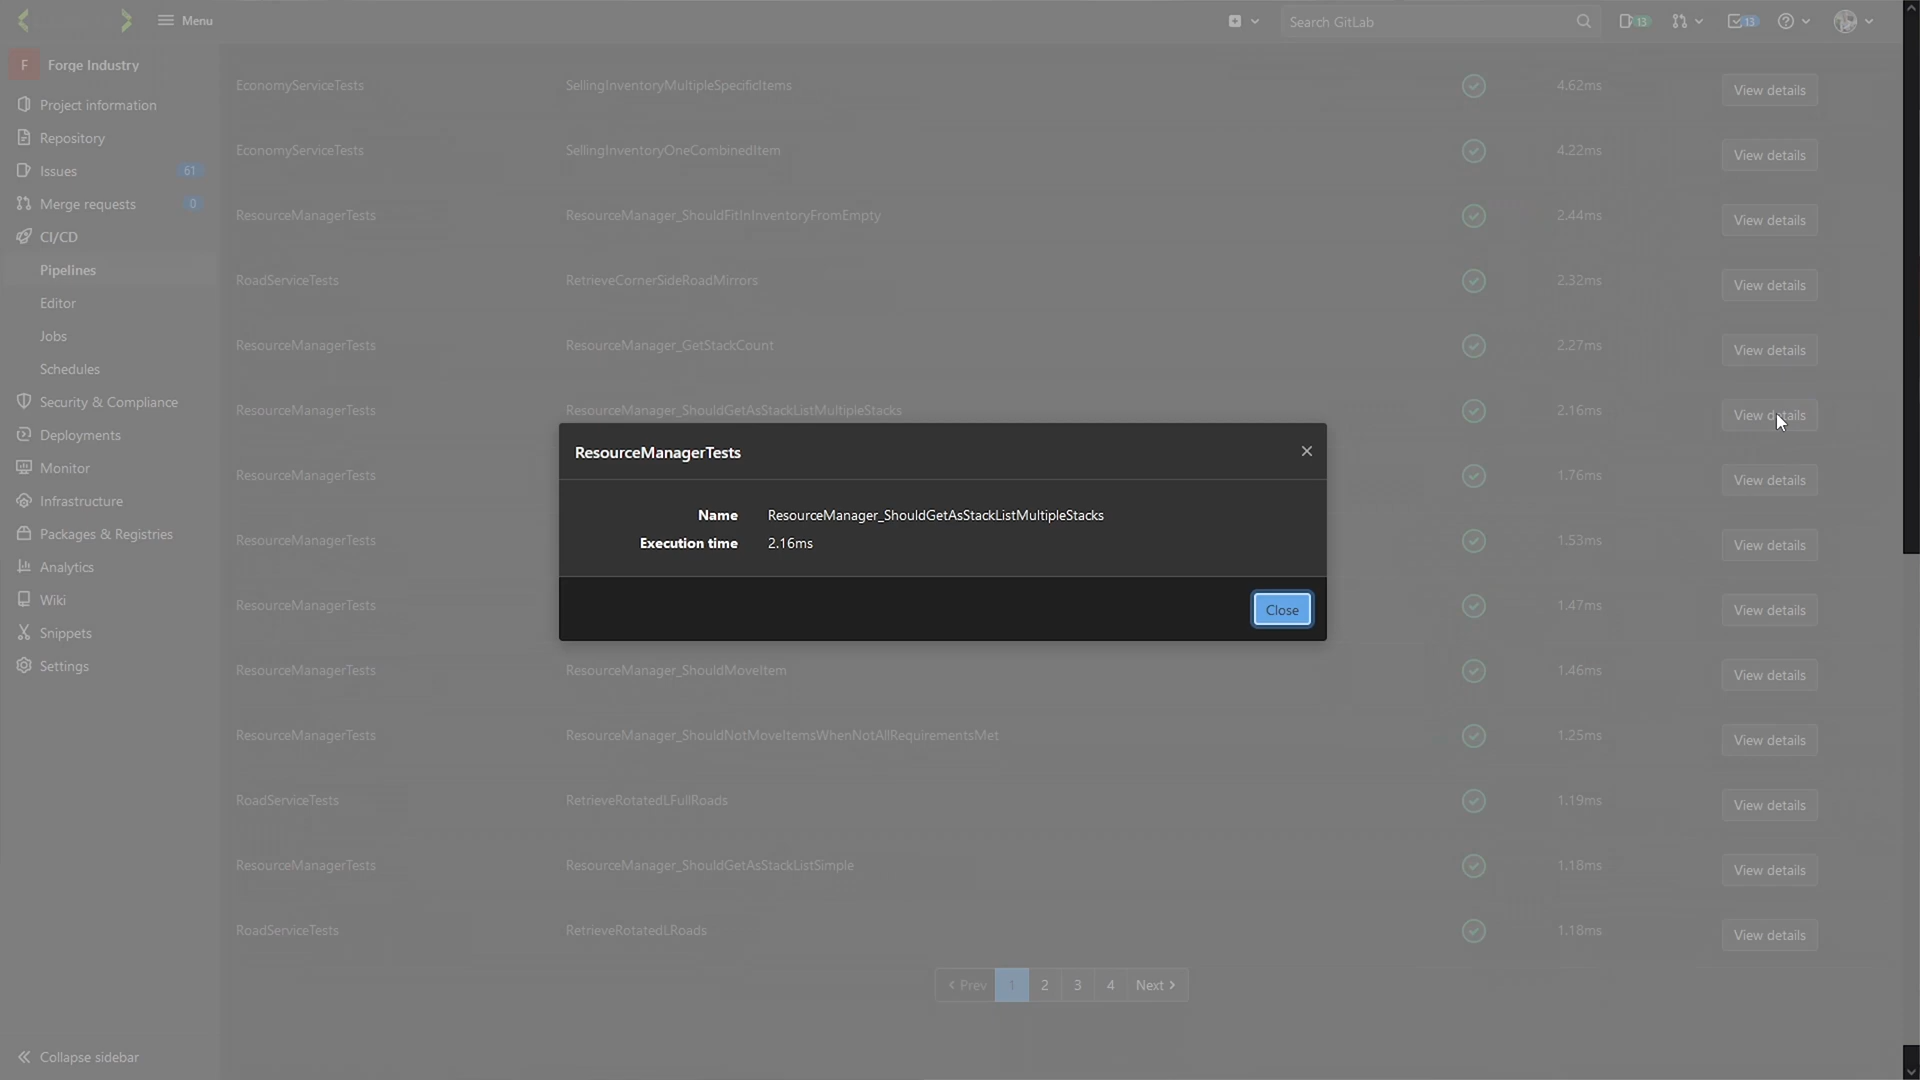 Menu
Search GitLab
13
13
F Forge Industry
Project information
Repository
Issues 61
Merge requests 0
CI/CD
Pipelines
Editor
Jobs
Schedules
Security & Compliance
Deployments
Monitor
Infrastructure
Packages & Registries
Analytics
Wiki
Snippets
Settings
Collapse sidebar
EconomyServiceTests SellingInventoryMultipleSpecificItems 4.62ms View details
EconomyServiceTests SellingInventoryOneCombinedItem 4.22ms View details
ResourceManagerTests ResourceManager_ShouldFitInInventoryFromEmpty 2.44ms View details
RoadServiceTests RetrieveCornerSideRoadMirrors 2.32ms View details
ResourceManagerTests ResourceManager_GetStackCount 2.27ms View details
ResourceManagerTests ResourceManager_ShouldGetAsStackListMultipleStacks 2.16ms View details
ResourceManagerTests 1.76ms View details
ResourceManagerTests 1.53ms View details
ResourceManagerTests 1.47ms View details
ResourceManagerTests ResourceManager_ShouldMoveItem 1.46ms View details
ResourceManagerTests ResourceManager_ShouldNotMoveItemsWhenNotAllRequirementsMet 1.25ms View details
RoadServiceTests RetrieveRotatedLFullRoads 1.19ms View details
ResourceManagerTests ResourceManager_ShouldGetAsStackListSimple 1.18ms View details
RoadServiceTests RetrieveRotatedLRoads 1.18ms View details
Prev 1 2 3 4 Next
ResourceManagerTests
Name ResourceManager_ShouldGetAsStackListMultipleStacks
Execution time 2.16ms
Close